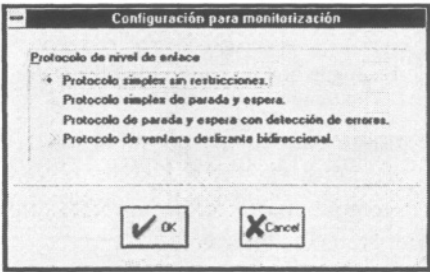 Configuración para monitorización
Protocolo de nivel de enlace
Protocolo simplex sin restricciones.
Protocolo simplex de parada y espera.
Protocolo de parada y espera con detección de errores.
Protocolo de ventana deslizante bidireccional.
OK
Cancel